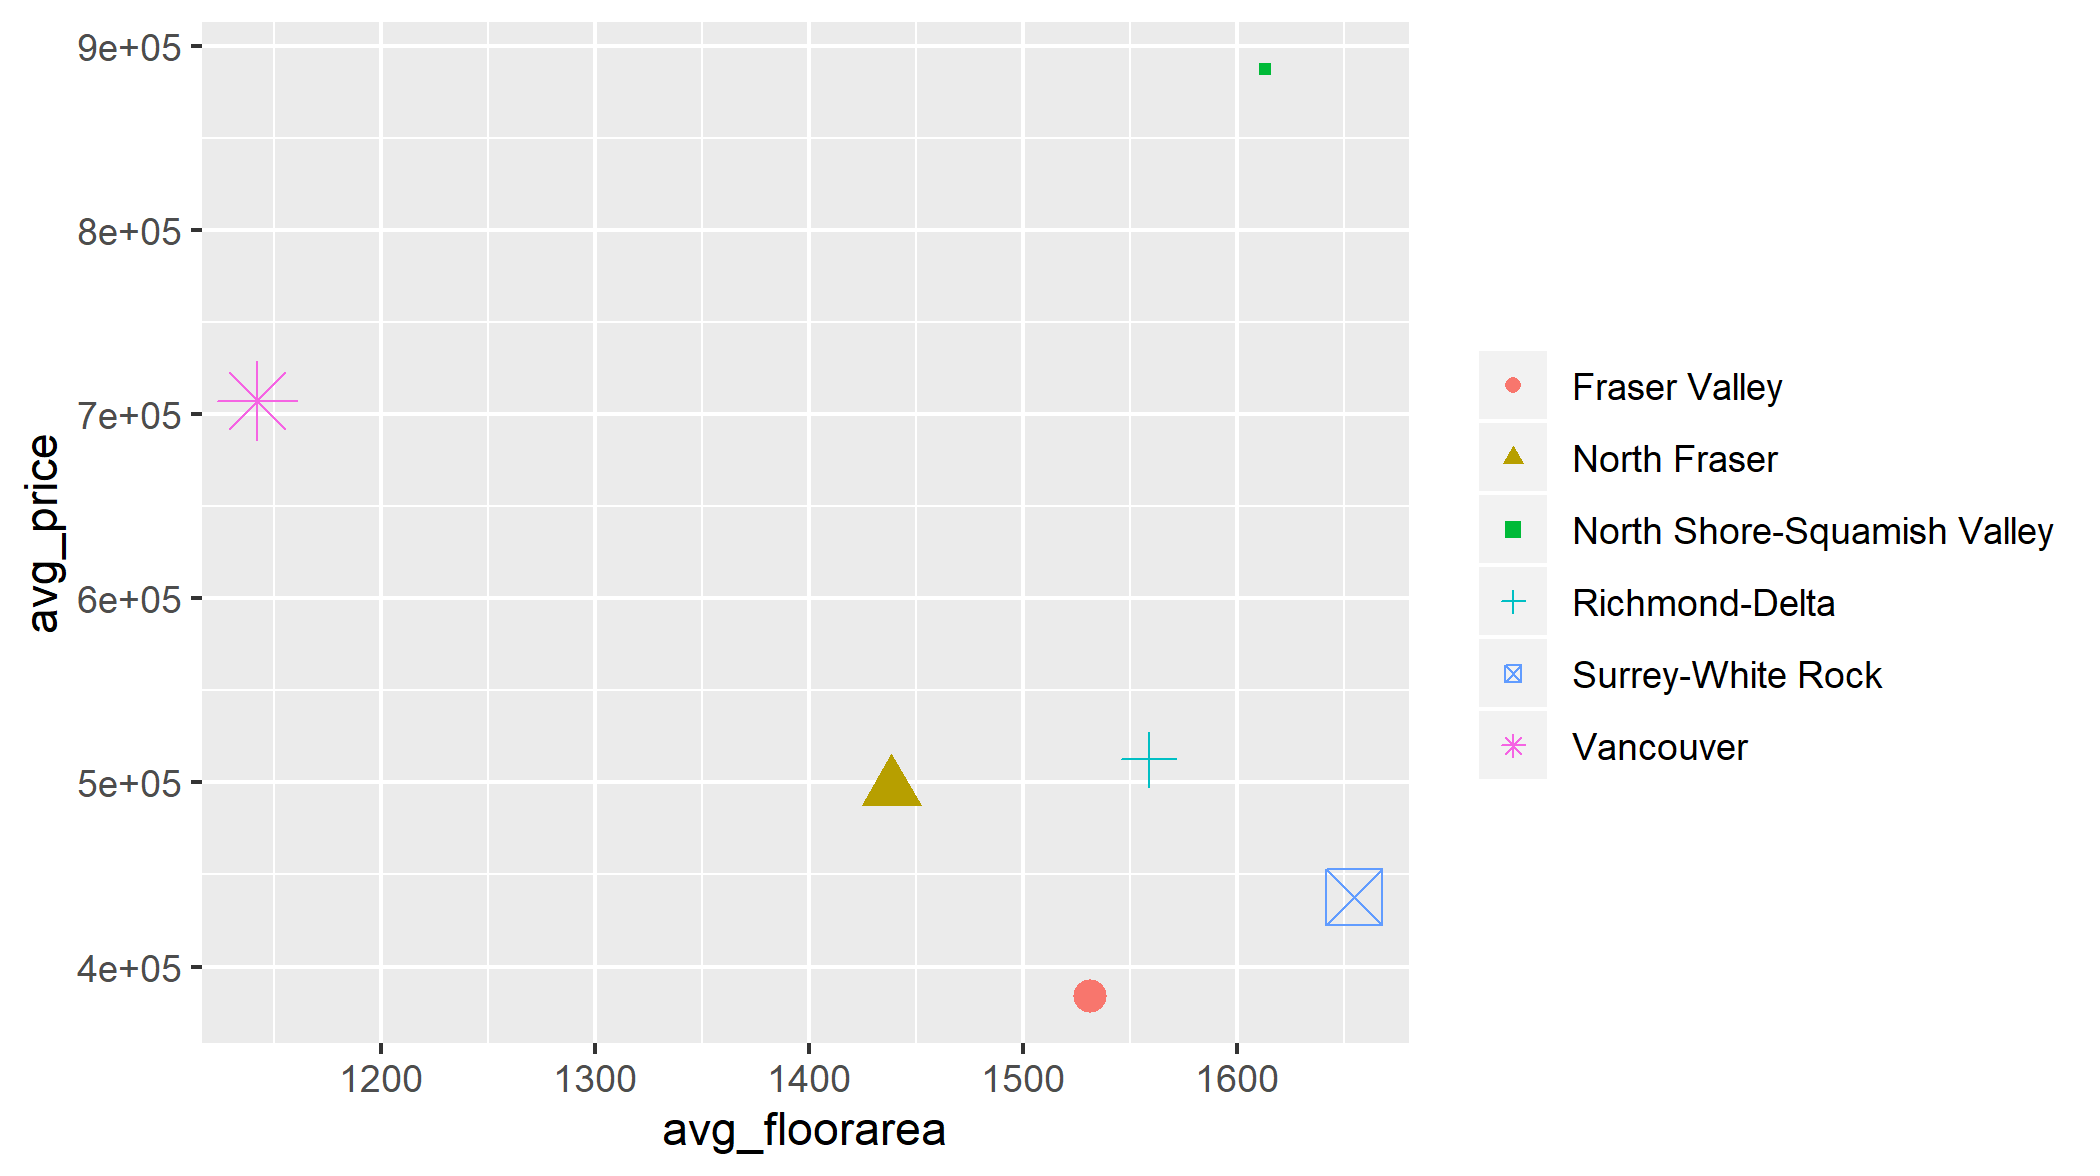 9e+05
8e+05
7e+05
6e+05
5e+05
4e+05
avg_price
1200 1300 1400 1500 1600
avg_floorarea
Fraser Valley
North Fraser
North Shore-Squamish Valley
Richmond-Delta
Surrey-White Rock
Vancouver